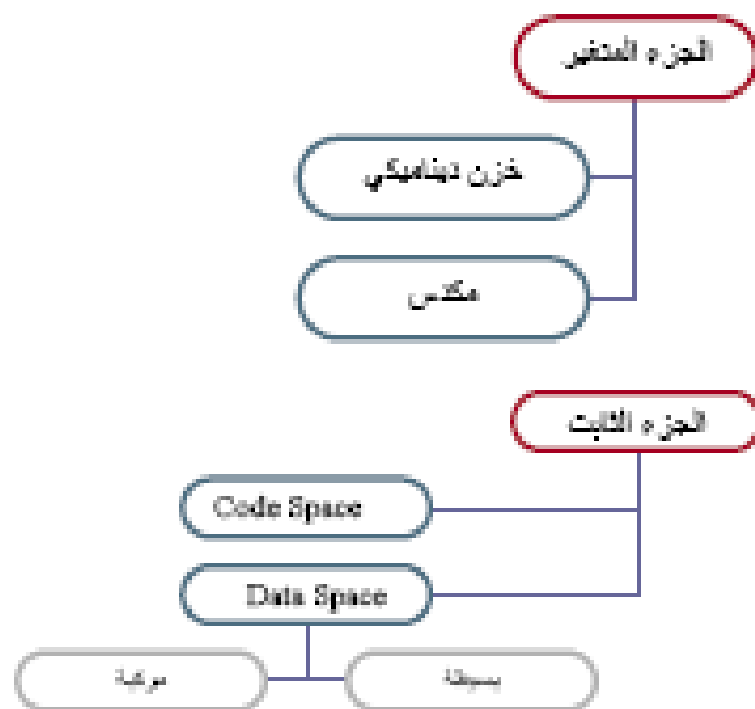 الجزء المتغير
خزن ديناميكي
مكدس
الجزء الثابت
Code Space
Data Space
بسيطة
مركبة